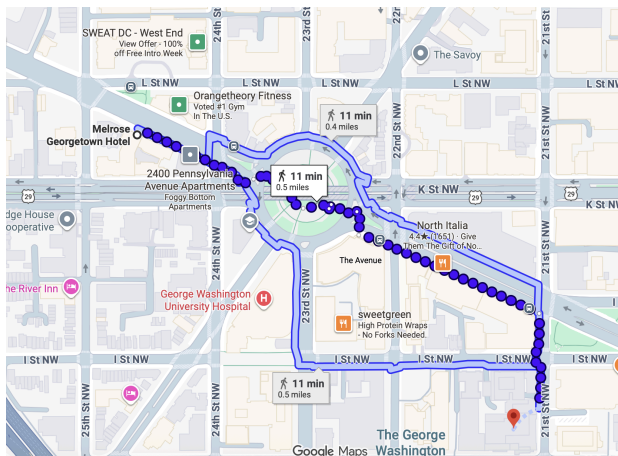 22nd
SWEAT DC - West End
View Offer - 100%
off Free Intro Week
24th St NW
23rd St NW
The Savoy
21st St NW
L St NW
L St NW
L St NW
Orangetheory Fitness
Voted #1 Gym
In The U.S.
11 min
0.4 miles
Melrose
Georgetown Hotel
21st St NW
22nd St NW
11 min
0.5 miles
2400 Pennsylvania
Avenue Apartments
Foggy Bottom
Apartments
29
K St NW
29
29
dge House
ooperative
North Italia
4.4★ (1651) · Give
Them The Gift of No...
24th St NW
The Avenue
he River Inn
George Washington
University Hospital
23rd St NW
sweetgreen
High Protein Wraps
- No Forks Needed.
I St NW
I St NW
I St NW
I St NW
I St NW
11 min
0.5 miles
25th St NW
21st St NW
The George
Washington
Google Maps